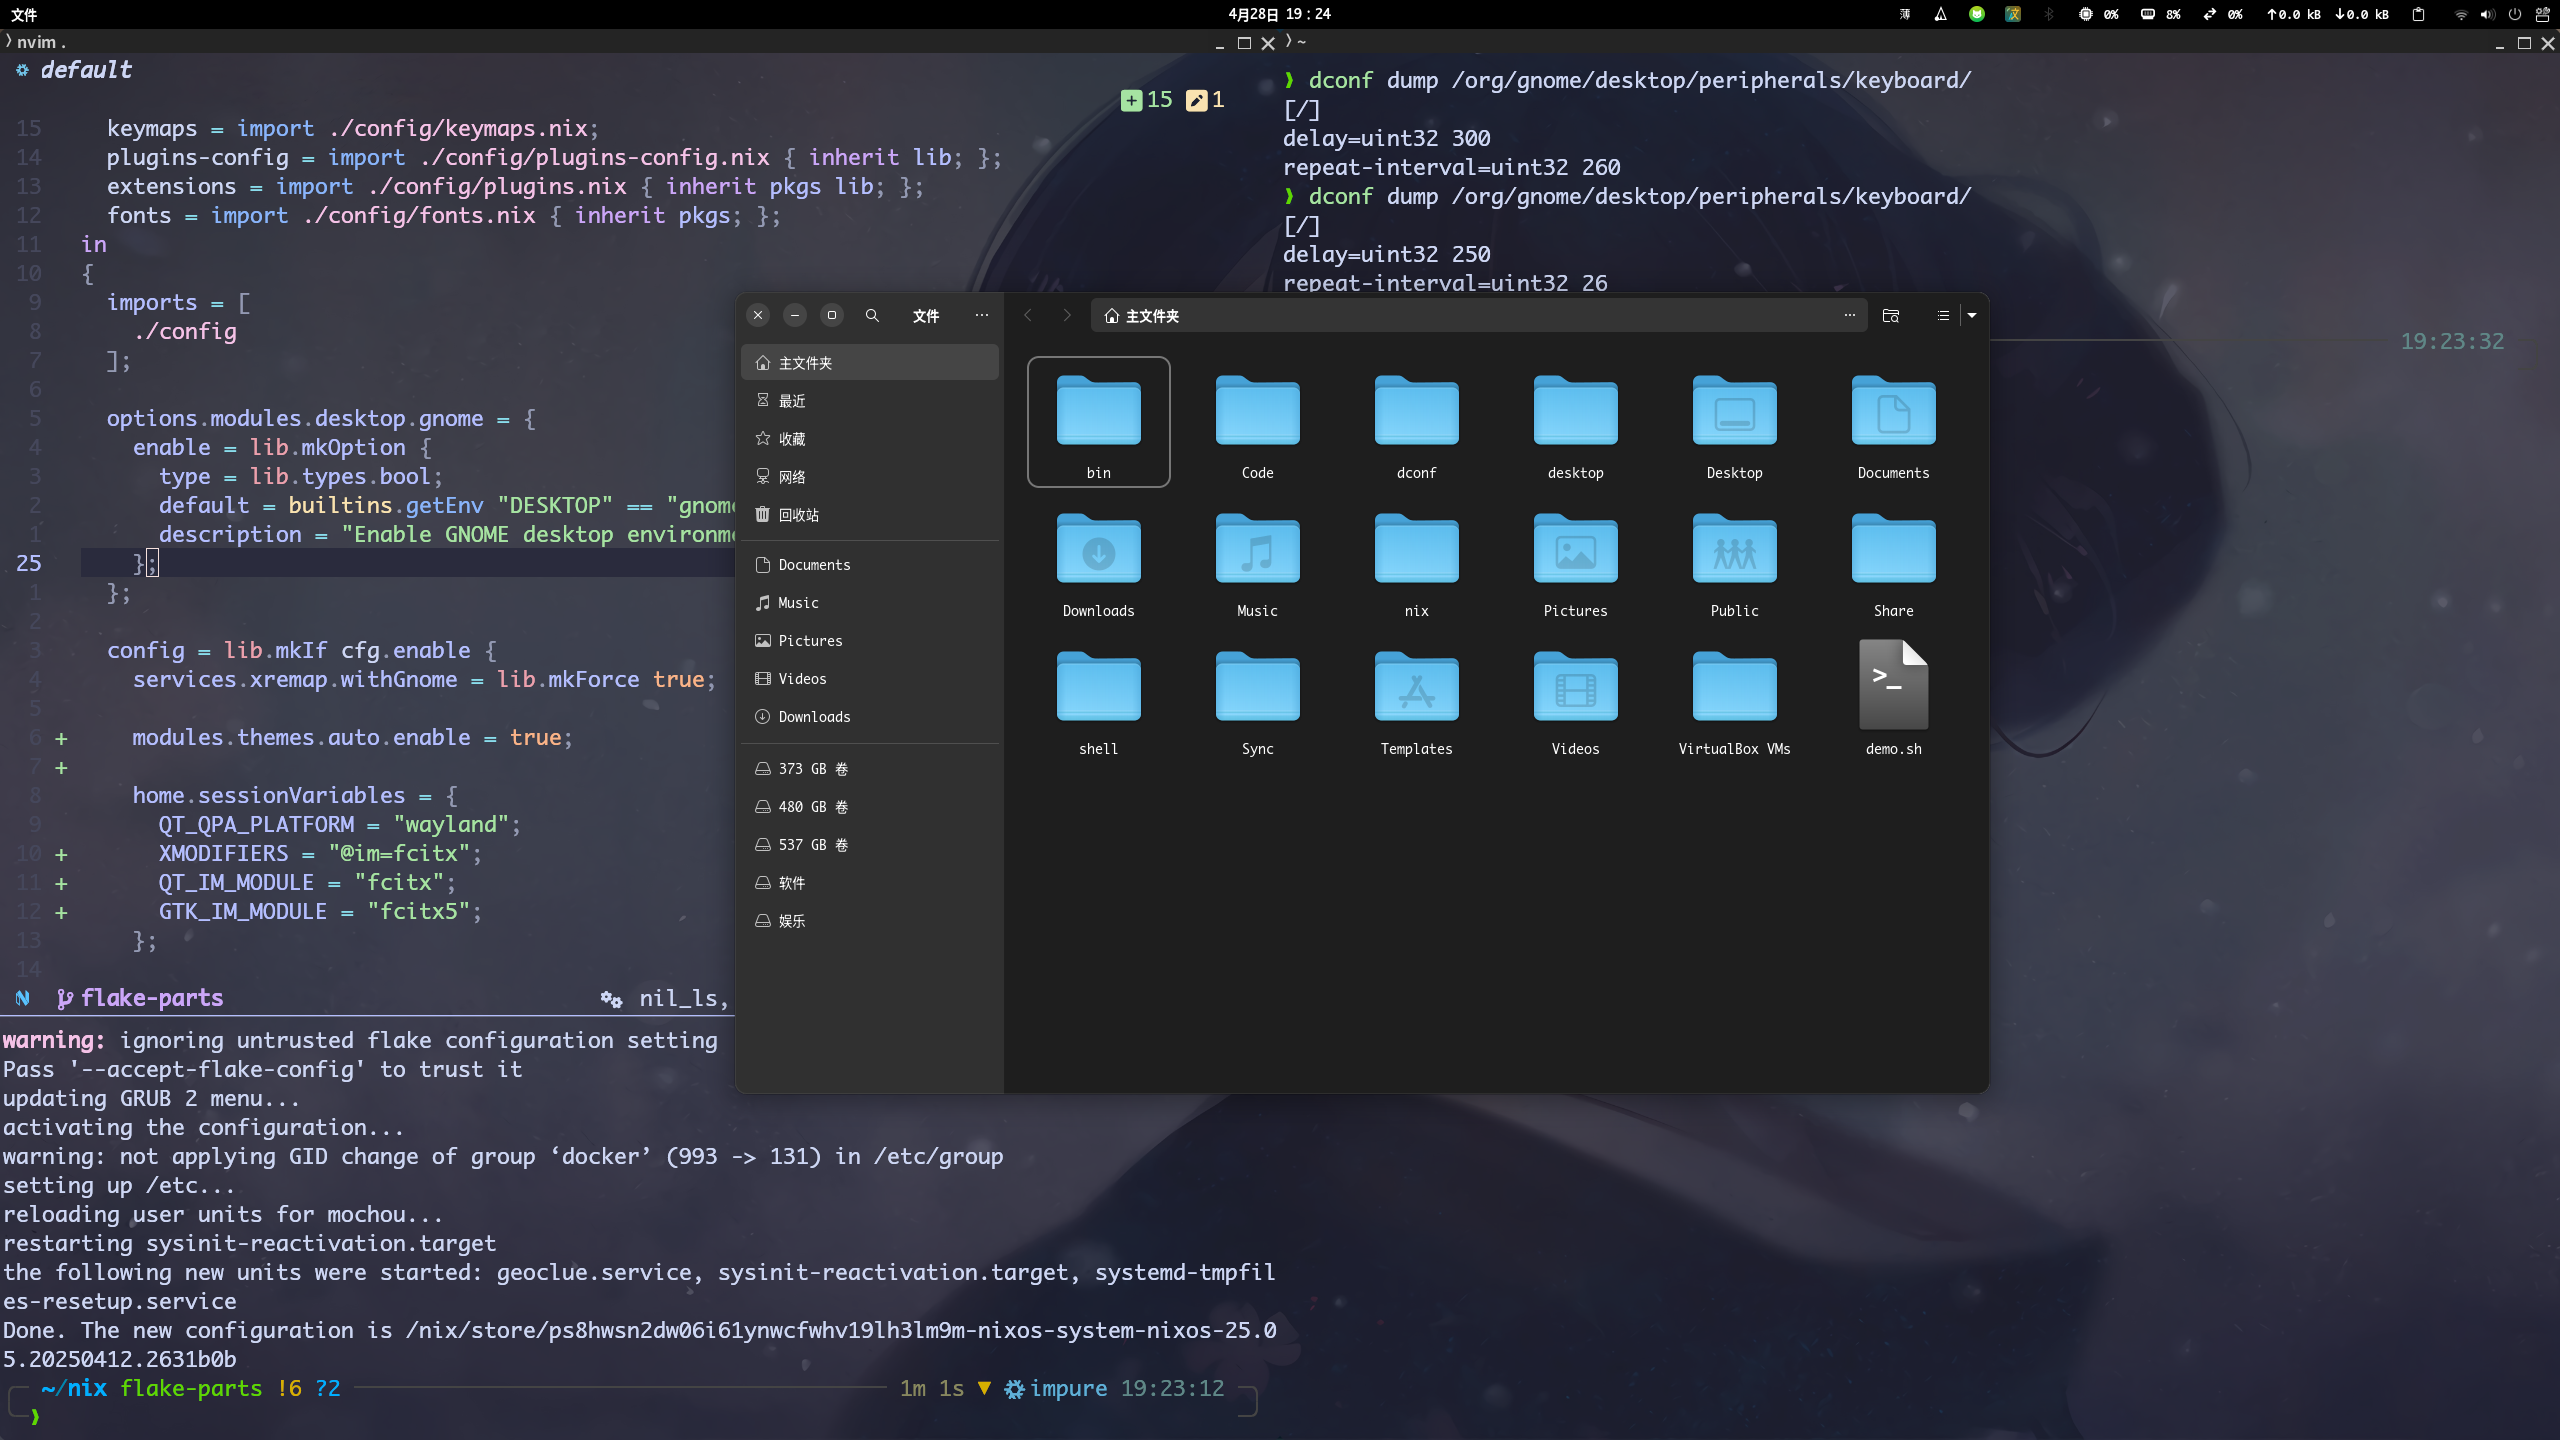 文件
4月28日 19：24
薄
文
0%
8%
0%
↑0.0 kB ↓0.0 kB
❭ nvim .
default
+ 15 1
15 keymaps = import ./config/keymaps.nix;
14 plugins-config = import ./config/plugins-config.nix { inherit lib; };
13 extensions = import ./config/plugins.nix { inherit pkgs lib; };
12 fonts = import ./config/fonts.nix { inherit pkgs; };
11 in
10 {
9 imports = [
8 ./config
7 ];
6
5 options.modules.desktop.gnome = {
4 enable = lib.mkOption {
3 type = lib.types.bool;
2 default = builtins.getEnv "DESKTOP" == "gnome
1 description = "Enable GNOME desktop environme
25 };
1 };
2
3 config = lib.mkIf cfg.enable {
4 services.xremap.withGnome = lib.mkForce true;
5
6 + modules.themes.auto.enable = true;
7 +
8 home.sessionVariables = {
9 QT_QPA_PLATFORM = "wayland";
10 + XMODIFIERS = "@im=fcitx";
11 + QT_IM_MODULE = "fcitx";
12 + GTK_IM_MODULE = "fcitx5";
13 };
14
flake-parts nil_ls,
warning: ignoring untrusted flake configuration setting
Pass '--accept-flake-config' to trust it
updating GRUB 2 menu...
activating the configuration...
warning: not applying GID change of group ‘docker’ (993 -> 131) in /etc/group
setting up /etc...
reloading user units for mochou...
restarting sysinit-reactivation.target
the following new units were started: geoclue.service, sysinit-reactivation.target, systemd-tmpfil
es-resetup.service
Done. The new configuration is /nix/store/ps8hwsn2dw06i61ynwcfwhv19lh3lm9m-nixos-system-nixos-25.0
5.20250412.2631b0b
~/nix flake-parts !6 ?2 1m 1s ▼ impure 19:23:12
❱
❭ ~
❱ dconf dump /org/gnome/desktop/peripherals/keyboard/
[/]
delay=uint32 300
repeat-interval=uint32 260
❱ dconf dump /org/gnome/desktop/peripherals/keyboard/
[/]
delay=uint32 250
repeat-interval=uint32 26
19:23:32
文件
主文件夹
主文件夹
最近
收藏
网络
回收站
Documents
Music
Pictures
Videos
Downloads
373 GB 卷
480 GB 卷
537 GB 卷
软件
娱乐
bin
Code
dconf
desktop
Desktop
Documents
Downloads
Music
nix
Pictures
Public
Share
shell
Sync
Templates
Videos
VirtualBox VMs
>_
demo.sh